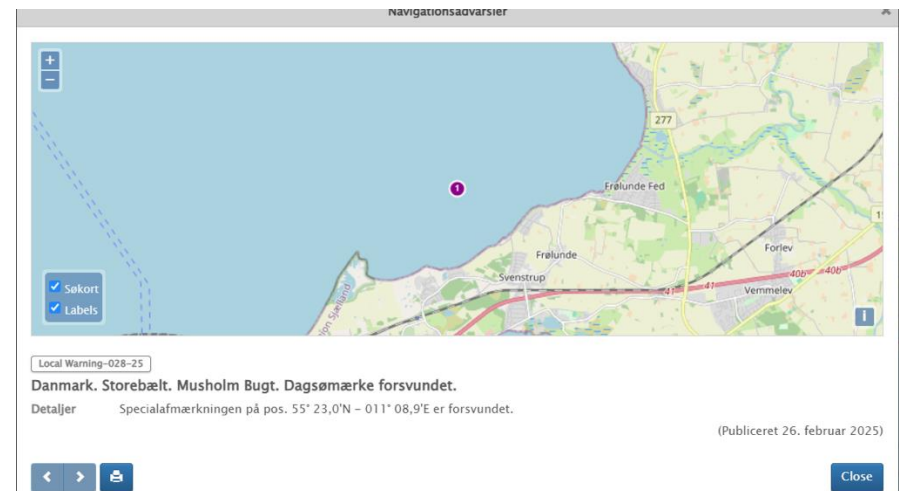 Navigationsadvarsler
×
+
−
277
1
Frølunde Fed
Frølunde
Svenstrup
Forlev
40b
40b
41
41
41
Vemmelev
Søkort
Labels
i
Local Warning-028-25
Danmark. Storebælt. Musholm Bugt. Dagsømærke forsvundet.
Detaljer Specialafmærkningen på pos. 55° 23,0'N - 011° 08,9'E er forsvundet.
(Publiceret 26. februar 2025)
Close